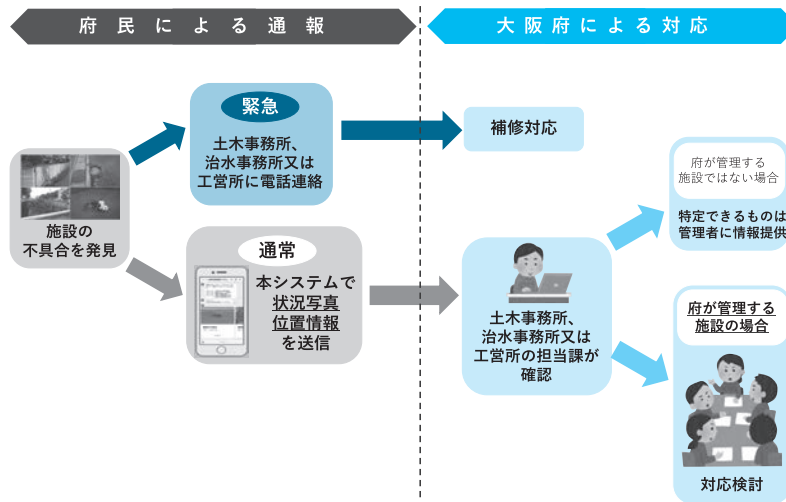 府民による通報
大阪府による対応
施設の
不具合を発見
緊急
土木事務所、
治水事務所又は
工営所に電話連絡
補修対応
通常
本システムで
状況写真
位置情報
を送信
土木事務所、
治水事務所又は
工営所の担当課が
確認
府が管理する
施設ではない場合
特定できるものは
管理者に情報提供
府が管理する
施設の場合
対応検討